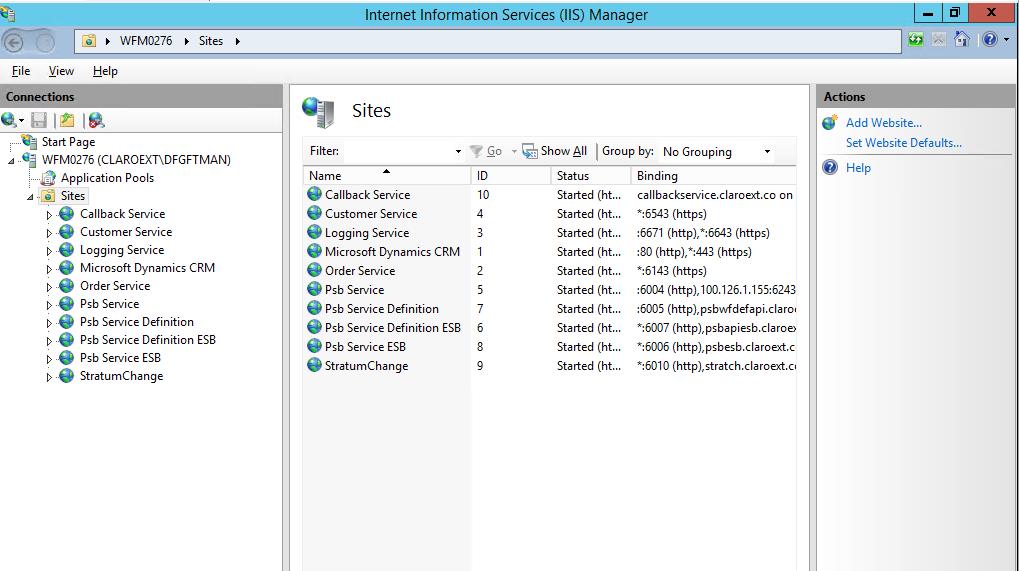 Internet Information Services (IIS) Manager
WFM0276 Sites
File View Help
Connections
Start Page
WFM0276 (CLAROEXT\DFGFTMAN)
Application Pools
Sites
Callback Service
Customer Service
Logging Service
Microsoft Dynamics CRM
Order Service
Psb Service
Psb Service Definition
Psb Service Definition ESB
Psb Service ESB
StratumChange
Sites
Filter: Go Show All Group by: No Grouping
Name ID Status Binding
Callback Service 10 Started (ht... callbackservice.claroext.co on
Customer Service 4 Started (ht... *:6543 (https)
Logging Service 3 Started (ht... :6671 (http),*:6643 (https)
Microsoft Dynamics CRM 1 Started (ht... :80 (http),*:443 (https)
Order Service 2 Started (ht... *:6143 (https)
Psb Service 5 Started (ht... :6004 (http),100.126.1.155:6243
Psb Service Definition 7 Started (ht... :6005 (http),psbwfdefapi.claro
Psb Service Definition ESB 6 Started (ht... *:6007 (http),psbapiesb.claroex
Psb Service ESB 8 Started (ht... *:6006 (http),psbesb.claroext.c
StratumChange 9 Started (ht... *:6010 (http),stratch.claroext.co
Actions
Add Website...
Set Website Defaults...
Help